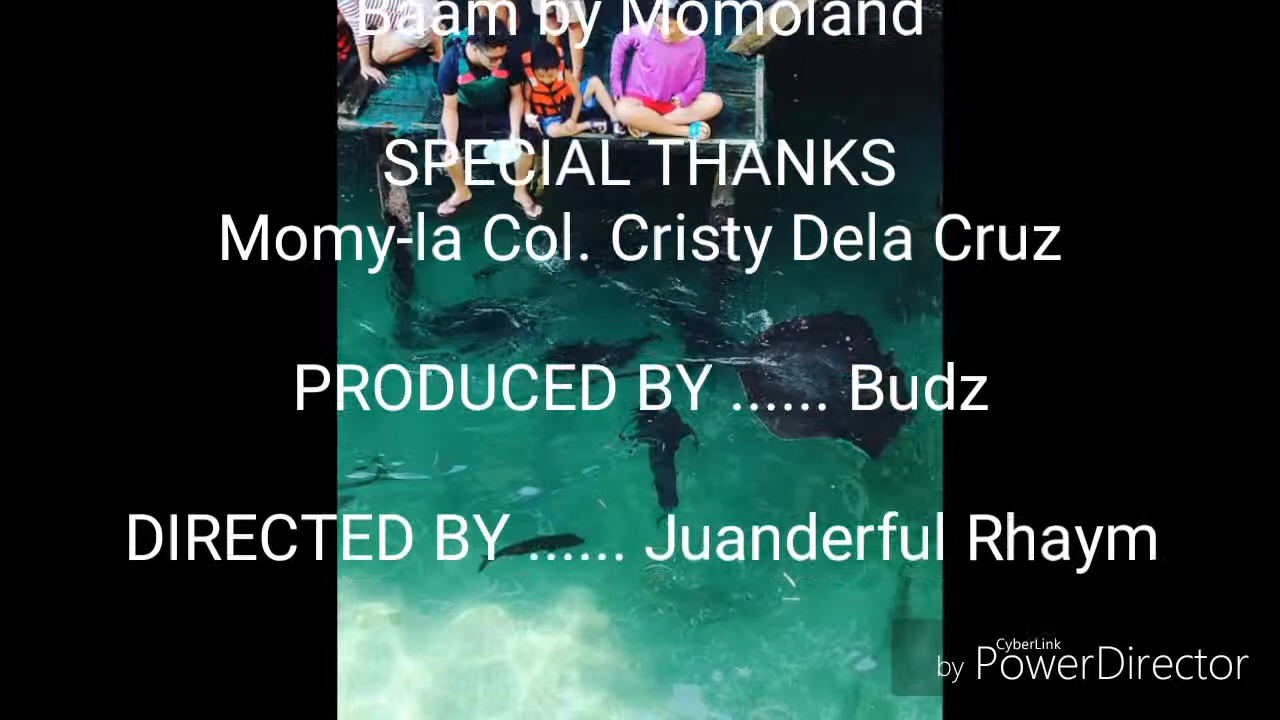 Baam by Momoland
SPECIAL THANKS
Momy-la Col. Cristy Dela Cruz
PRODUCED BY ...... Budz
DIRECTED BY ...... Juanderful Rhaym
CyberLink
by PowerDirector